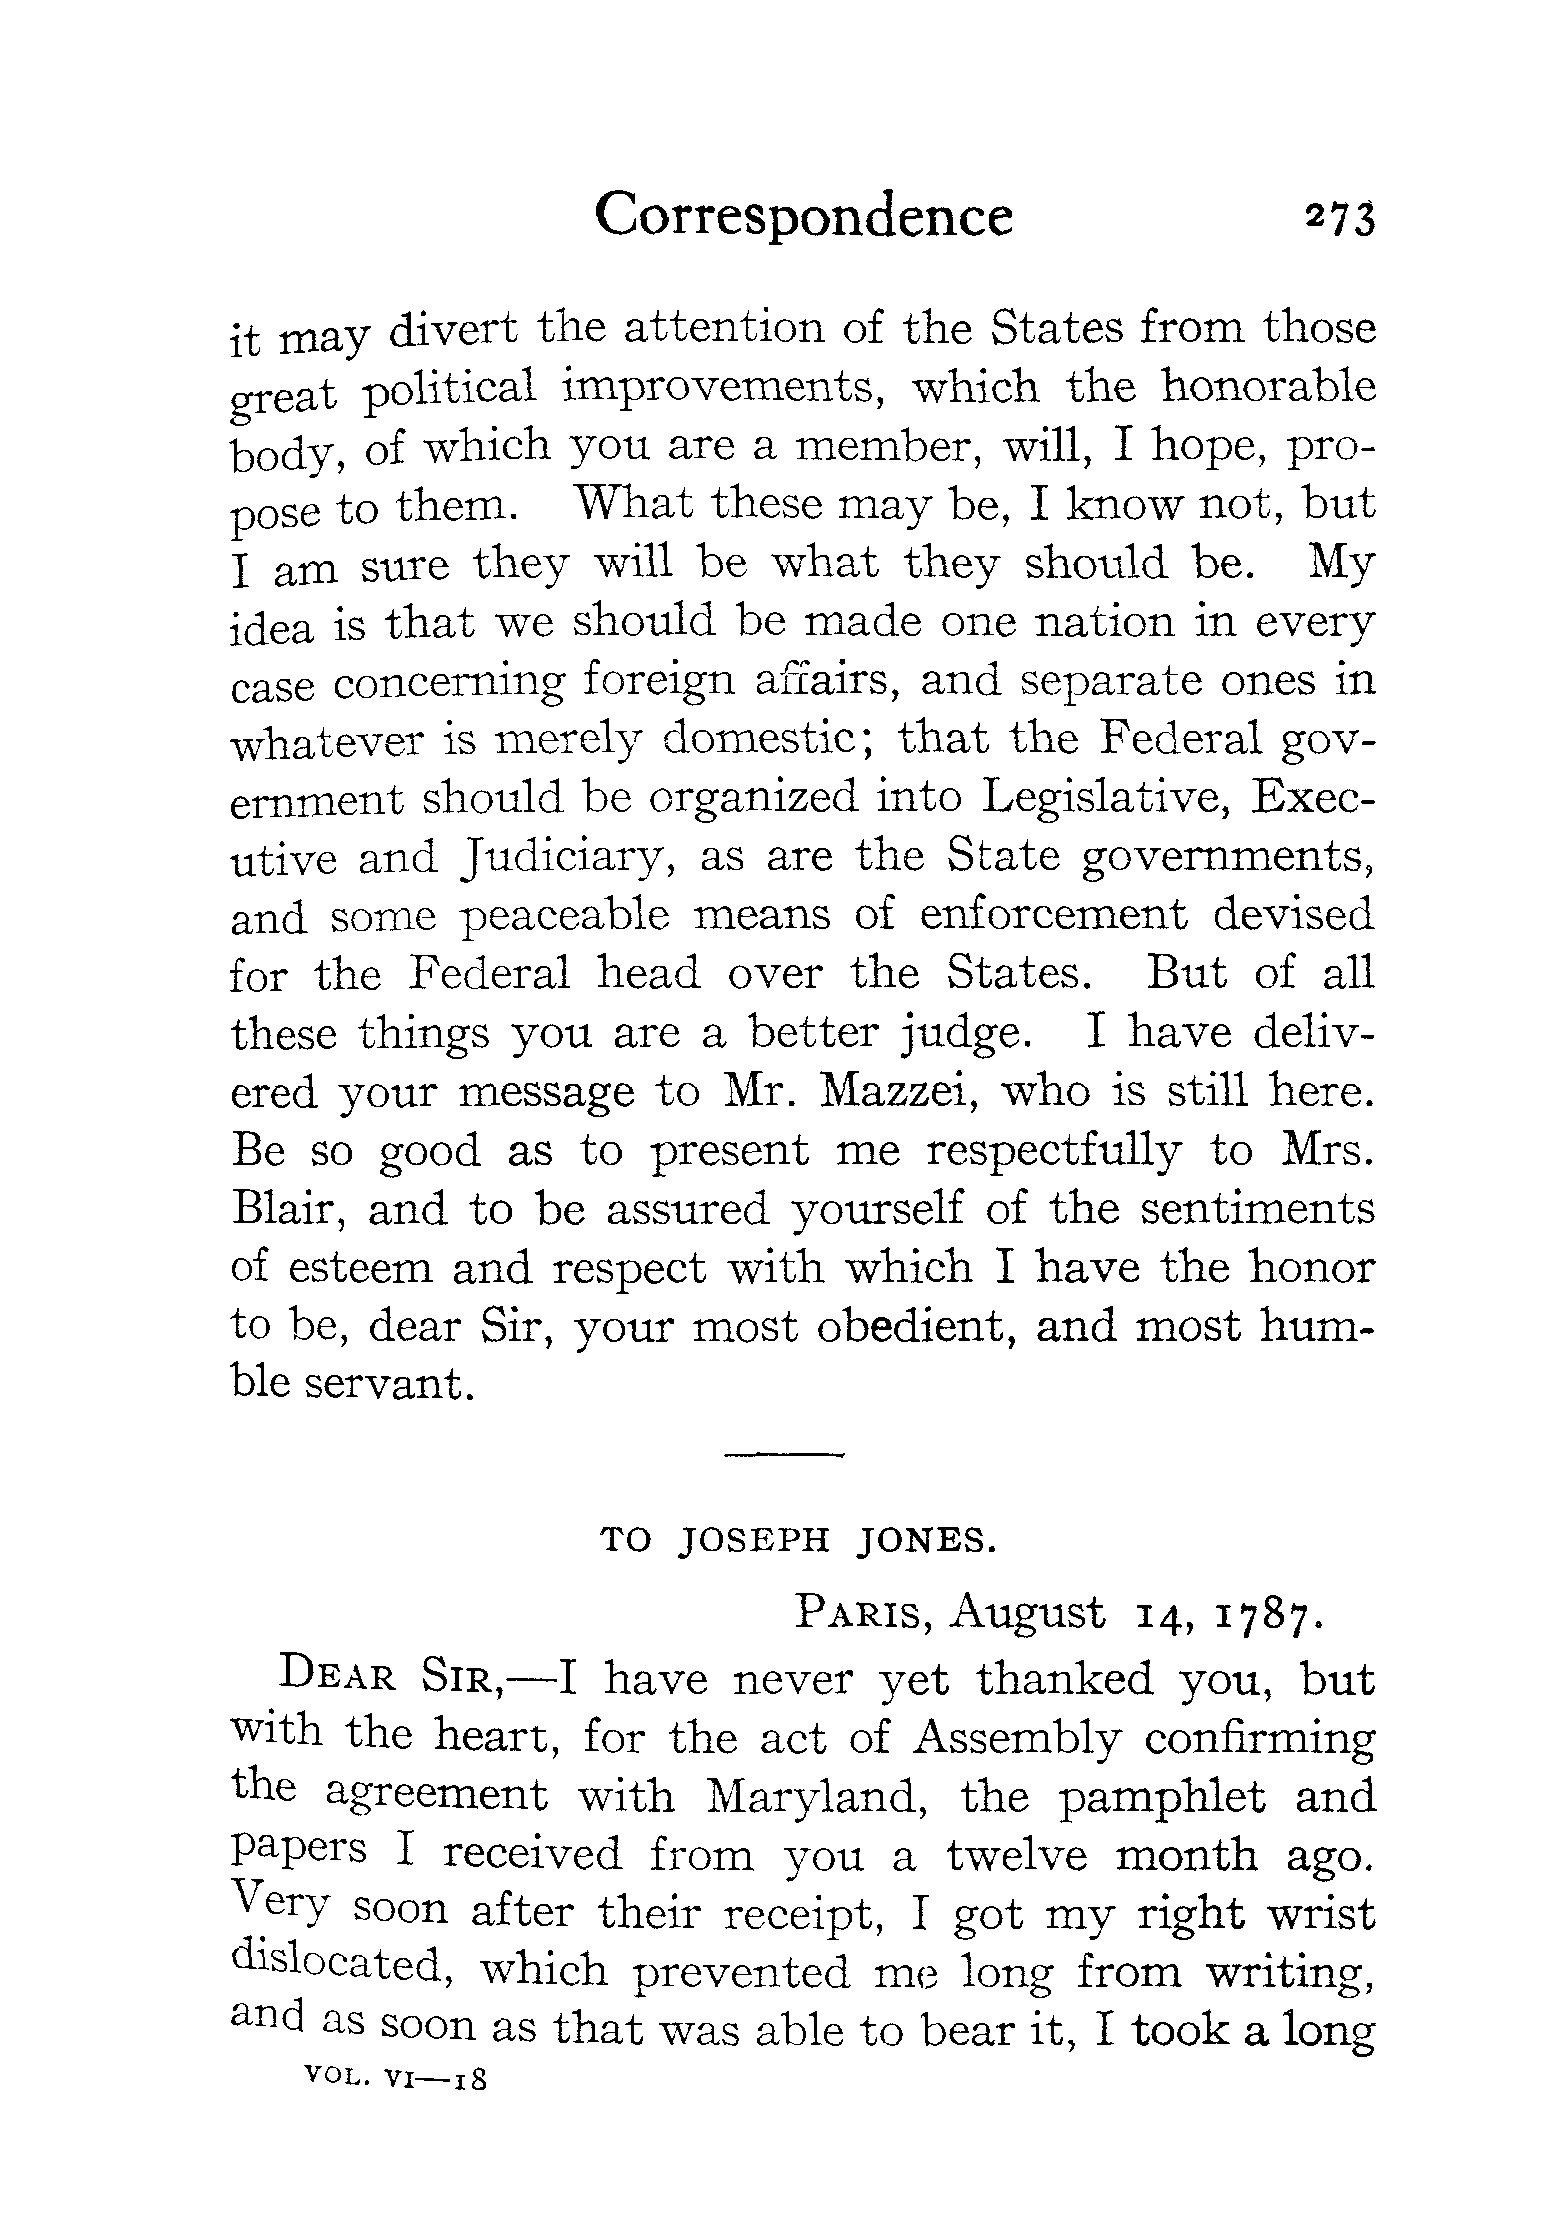 Correspondence 273
it may divert the attention of the States from those
great political improvements, which the honorable
body, of which you are a member, will, I hope, pro-
pose to them. What these may be, I know not, but
I am sure they will be what they should be. My
idea is that we should be made one nation in every
case concerning foreign affairs, and separate ones in
whatever is merely domestic; that the Federal gov-
ernment should be organized into Legislative, Exec-
utive and Judiciary, as are the State governments,
and some peaceable means of enforcement devised
for the Federal head over the States. But of all
these things you are a better judge. I have deliv-
ered your message to Mr. Mazzei, who is still here.
Be so good as to present me respectfully to Mrs.
Blair, and to be assured yourself of the sentiments
of esteem and respect with which I have the honor
to be, dear Sir, your most obedient, and most hum-
ble servant.
TO JOSEPH JONES.
PARIS, August 14, 1787.
DEAR SIR,—I have never yet thanked you, but
with the heart, for the act of Assembly confirming
the agreement with Maryland, the pamphlet and
papers I received from you a twelve month ago.
Very soon after their receipt, I got my right wrist
dislocated, which prevented me long from writing,
and as soon as that was able to bear it, I took a long
VOL. VI—18